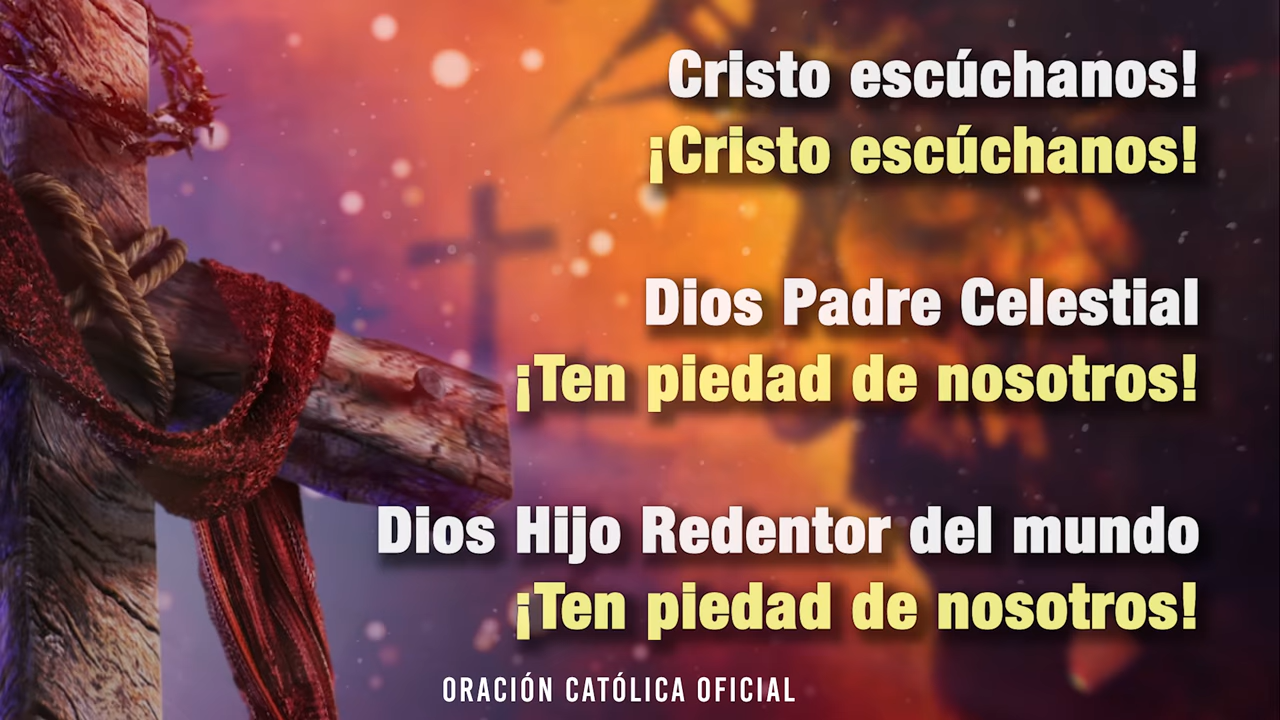 Cristo escúchanos!
¡Cristo escúchanos!
Dios Padre Celestial
¡Ten piedad de nosotros!
Dios Hijo Redentor del mundo
¡Ten piedad de nosotros!
ORACIÓN CATÓLICA OFICIAL